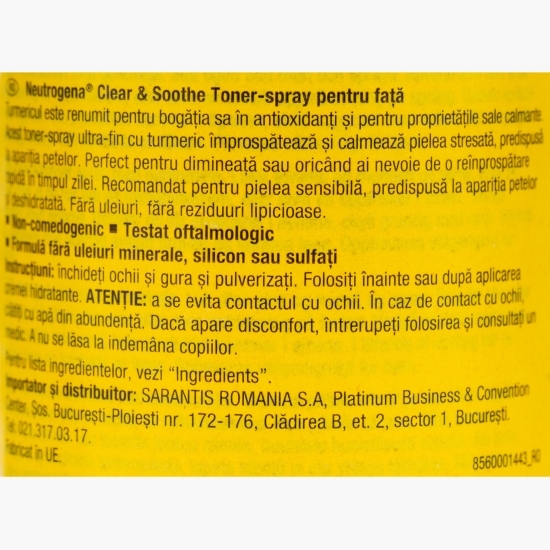 RO Neutrogena® Clear & Soothe Toner-spray pentru față
Turmericul este renumit pentru bogăția sa în antioxidanți și pentru proprietățile sale calmante.
Acest toner-spray ultra-fin cu turmeric împrospătează și calmează pielea stresată, predispusă
la apariția petelor. Perfect pentru dimineață sau oricând ai nevoie de o reînprospătare
rapidă în timpul zilei. Recomandat pentru pielea sensibilă, predispusă la apariția petelor
și deshidratată. Fără uleiuri, fără reziduuri lipicioase.
▪ Non-comedogenic ▪ Testat oftalmologic
▪ Formulă fără uleiuri minerale, silicon sau sulfați
Instrucțiuni: închideți ochii și gura și pulverizați. Folosiți înainte sau după aplicarea
cremei hidratante. ATENȚIE: a se evita contactul cu ochii. În caz de contact cu ochii,
clătiți cu apă din abundență. Dacă apare disconfort, întrerupeți folosirea și consultați un
medic. A nu se lăsa la indemâna copiilor.
Pentru lista ingredientelor, vezi “Ingredients”.
Importator și distribuitor: SARANTIS ROMANIA S.A, Platinum Business & Convention
Center, Șos. București-Ploiești nr. 172-176, Clădirea B, et. 2, sector 1, București.
Tel. 021.317.03.17.
Fabricat în UE.
8560001443_RO